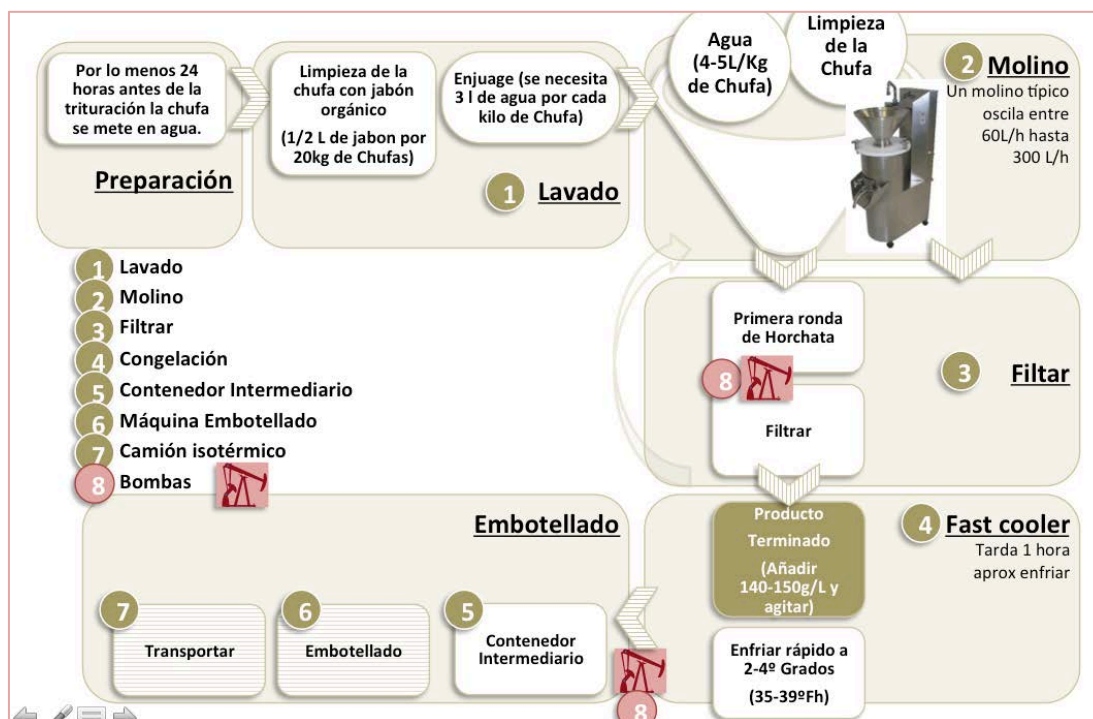 Por lo menos 24
horas antes de la
trituración la chufa
se mete en agua.
Preparación
Limpieza de la
chufa con jabón
orgánico
(1/2 L de jabon por
20kg de Chufas)
Enjuage (se necesita
3 l de agua por cada
kilo de Chufa)
1 Lavado
Agua
(4-5L/Kg
de Chufa)
Limpieza
de la
Chufa
2 Molino
Un molino típico
oscila entre
60L/h hasta
300 L/h
1 Lavado
2 Molino
3 Filtrar
4 Congelación
5 Contenedor Intermediario
6 Máquina Embotellado
7 Camión isotérmico
8 Bombas
Primera ronda
de Horchata
8
Filtrar
3 Filtar
Producto
Terminado
(Añadir
140-150g/L y
agitar)
Enfriar rápido a
2-4º Grados
(35-39ºFh)
4 Fast cooler
Tarda 1 hora
aprox enfriar
Embotellado
8
5
Contenedor
Intermediario
6
Embotellado
7
Transportar